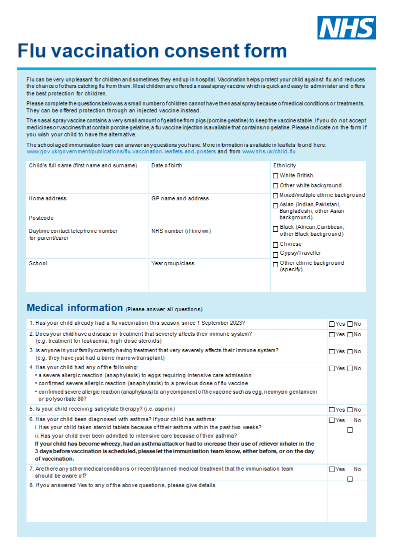 NHS
Flu vaccination consent form
Flu can be very unpleasant for children and sometimes they end up in hospital. Vaccination helps protect your child against flu and reduces
the chance of others catching flu from them. Most children are offered a nasal spray vaccine which is quick and easy to administer and offers
the best protection for children.
Please complete the questions below as a small number of children cannot have the nasal spray because of medical conditions or treatments.
They can be offered protection through an injected vaccine instead.
The nasal spray vaccine contains a very small amount of gelatine from pigs (porcine gelatine) to keep the vaccine stable. If you do not accept
medicines or vaccines that contain porcine gelatine, a flu vaccine injection is available that contains no gelatine. Please indicate on the form if
you wish your child to have the alternative.
The school aged immunisation team can answer any questions you have. More information is available in leaflets found here:
www.gov.uk/government/publications/flu-vaccination-leaflets-and-posters and from www.nhs.uk/child-flu
Child's full name (first name and surname)
Date of birth
Ethnicity
White British
Other white background
Mixed/multiple ethnic background
Asian (Indian, Pakistani,
Bangladeshi, other Asian
background)
Black (African, Caribbean,
other Black background)
Chinese
Gypsy/Traveller
Other ethnic background
(specify)
Home address
GP name and address
Postcode
Daytime contact telephone number
for parent/carer
NHS number (if known)
School
Year group/class
Medical information (Please answer all questions)
1. Has your child already had a flu vaccination this season since 1 September 2023?
Yes No
2. Does your child have a disease or treatment that severely affects their immune system?
(e.g. treatment for leukaemia, high dose steroids)
Yes No
3. Is anyone in your family currently having treatment that very severely affects their immune system?
(e.g. they have just had a bone marrow transplant)
Yes No
4. Has your child had any of the following:
• a severe allergic reaction (anaphylaxis) to eggs requiring intensive care admission
• confirmed severe allergic reaction (anaphylaxis) to a previous dose of flu vaccine
• confirmed severe allergic reaction (anaphylaxis) to any component of the vaccine such as egg, neomycin gentamicin
or polysorbate 80?
Yes No
5. Is your child receiving salicylate therapy? (i.e. aspirin)
Yes No
6. Has your child been diagnosed with asthma? If your child has asthma:
i. Has your child taken steroid tablets because of their asthma within the past two weeks?
ii. Has your child ever been admitted to intensive care because of their asthma?
If your child has become wheezy, had an asthma attack or had to increase their use of reliever inhaler in the
3 days before vaccination is scheduled, please let the immunisation team know, either before, or on the day
of vaccination.
Yes No
7. Are there any other medical conditions or recent/planned medical treatment that the immunisation team
should be aware of?
Yes No
8. If you answered Yes to any of the above questions, please give details